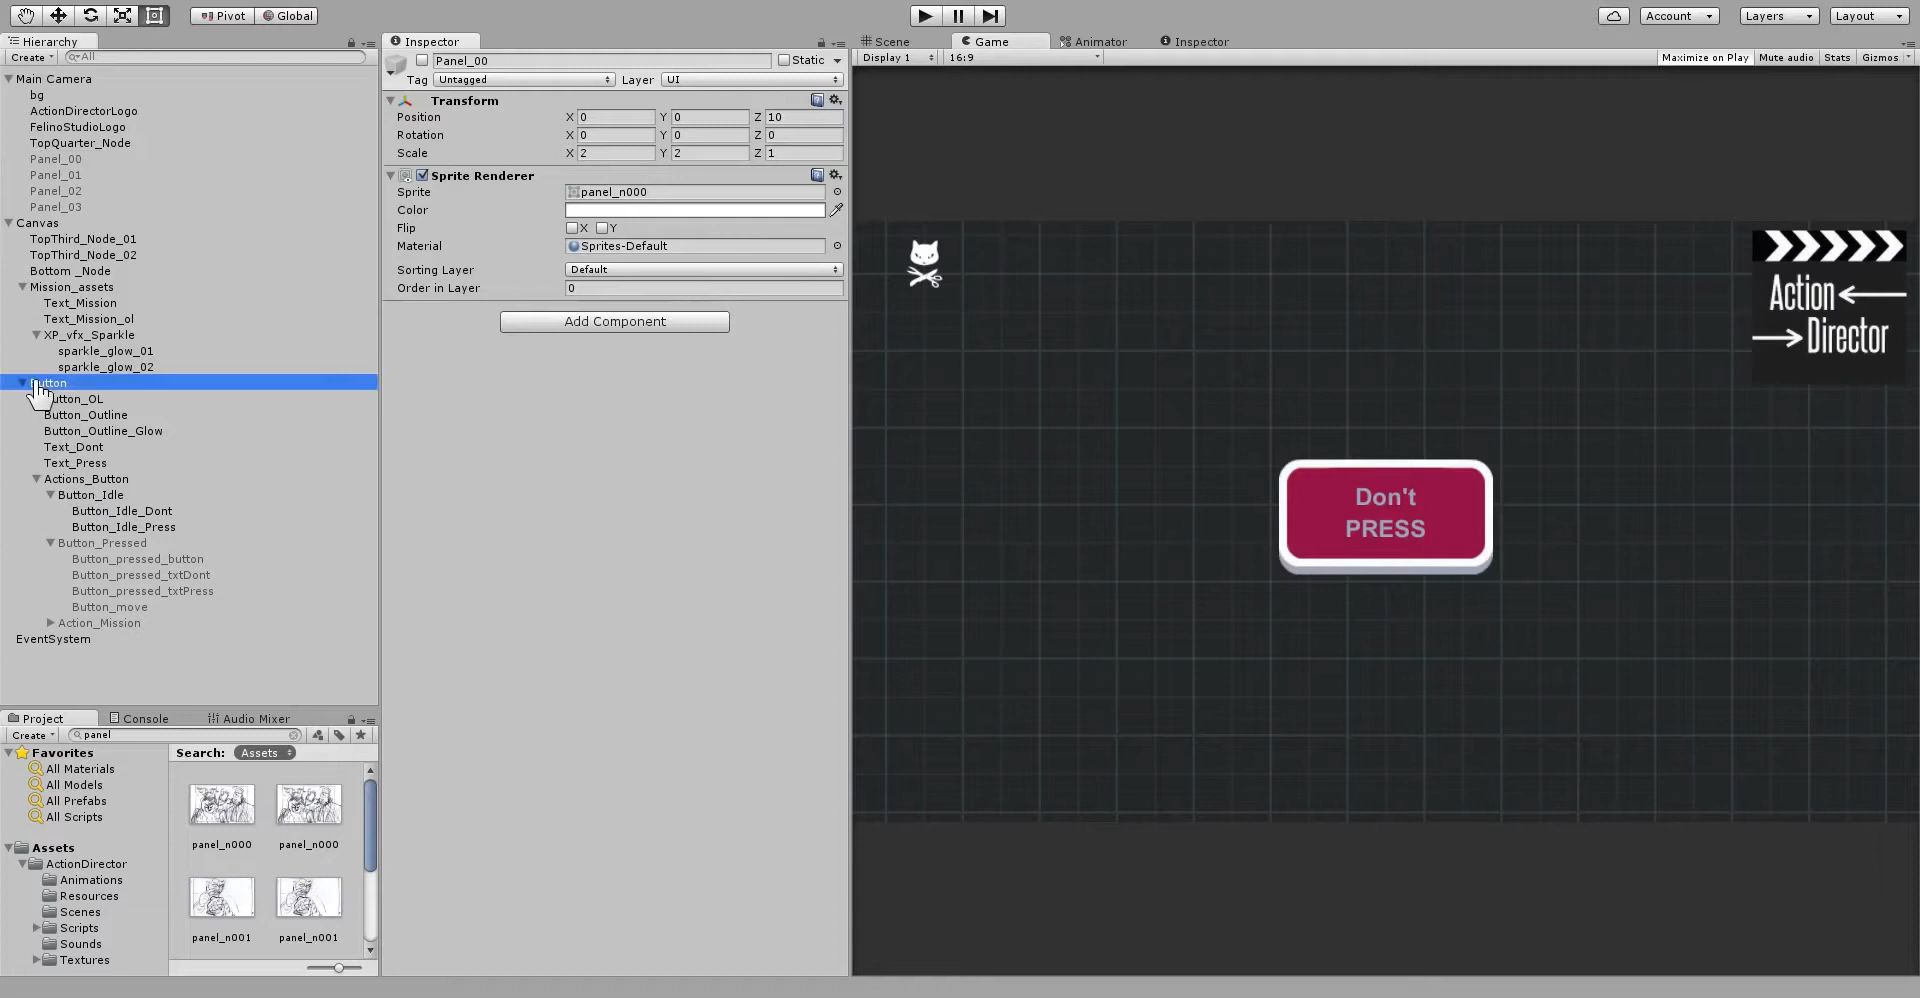 Pivot
Global
Account
Layers
Layout
Hierarchy
Create
All
Main Camera
bg
ActionDirectorLogo
FelinoStudioLogo
TopQuarter_Node
Panel_00
Panel_01
Panel_02
Panel_03
Canvas
TopThird_Node_01
TopThird_Node_02
Bottom _Node
Mission_assets
Text_Mission
Text_Mission_ol
XP_vfx_Sparkle
sparkle_glow_01
sparkle_glow_02
Button
Button_OL
Button_Outline
Button_Outline_Glow
Text_Dont
Text_Press
Actions_Button
Button_Idle
Button_Idle_Dont
Button_Idle_Press
Button_Pressed
Button_pressed_button
Button_pressed_txtDont
Button_pressed_txtPress
Button_move
Action_Mission
EventSystem
Project
Console
Audio Mixer
Create
panel
Favorites
All Materials
All Models
All Prefabs
All Scripts
Assets
ActionDirector
Animations
Resources
Scenes
Scripts
Sounds
Textures
Search: Assets
panel_n000 panel_n000
panel_n001 panel_n001
Inspector
Panel_00 Static
Tag Untagged Layer UI
Transform
Position X 0 Y 0 Z 10
Rotation X 0 Y 0 Z 0
Scale X 2 Y 2 Z 1
Sprite Renderer
Sprite panel_n000
Color
Flip X Y
Material Sprites-Default
Sorting Layer Default
Order in Layer 0
Add Component
Scene
Game
Animator
Inspector
Display 1
16:9
Maximize on Play
Mute audio
Stats
Gizmos
Action
Director
Don't
PRESS